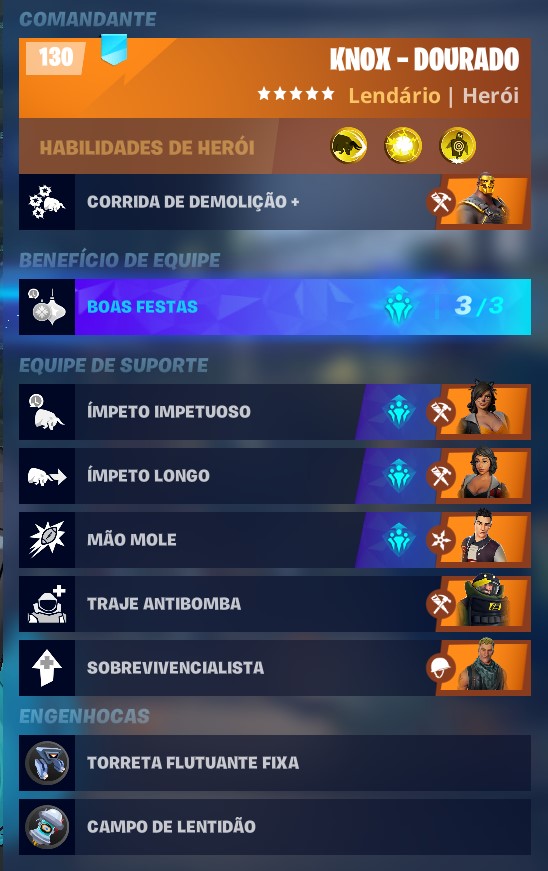 COMANDANTE
130
KNOX - DOURADO
Lendário | Herói
HABILIDADES DE HERÓI
CORRIDA DE DEMOLIÇÃO +
BENEFÍCIO DE EQUIPE
BOAS FESTAS 3/3
EQUIPE DE SUPORTE
ÍMPETO IMPETUOSO
ÍMPETO LONGO
MÃO MOLE
TRAJE ANTIBOMBA
SOBREVIVENCIALISTA
ENGENHOCAS
TORRETA FLUTUANTE FIXA
CAMPO DE LENTIDÃO